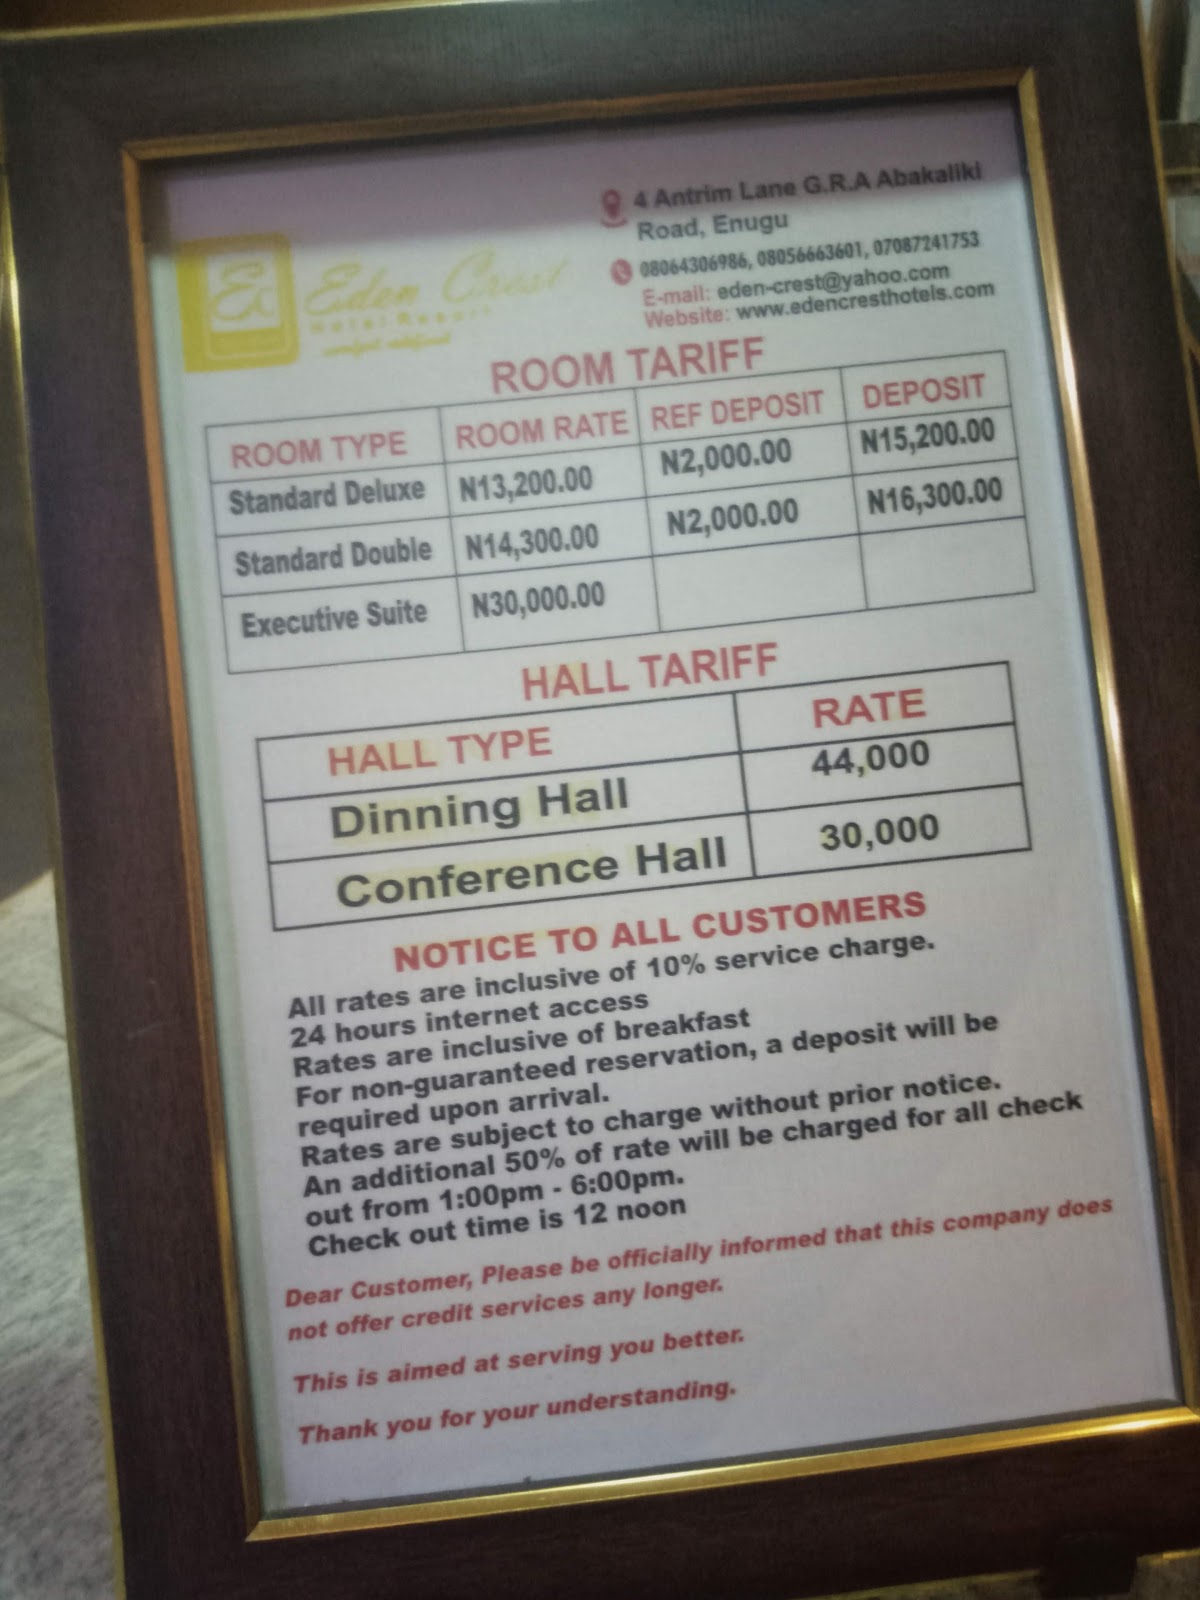 4 Antrim Lane G.R.A Abakaliki
Road, Enugu
08064306986, 08056663601, 07087241753
E-mail: eden-crest@yahoo.com
Website: www.edencresthotels.com
Ec Eden Crest
Hotel Resort
ROOM TARIFF
ROOM TYPE ROOM RATE REF DEPOSIT DEPOSIT
Standard Deluxe N13,200.00 N2,000.00 N15,200.00
Standard Double N14,300.00 N2,000.00 N16,300.00
Executive Suite N30,000.00
HALL TARIFF
HALL TYPE RATE
Dinning Hall 44,000
Conference Hall 30,000
NOTICE TO ALL CUSTOMERS
All rates are inclusive of 10% service charge.
24 hours internet access
Rates are inclusive of breakfast
For non-guaranteed reservation, a deposit will be
required upon arrival.
Rates are subject to charge without prior notice.
An additional 50% of rate will be charged for all check
out from 1:00pm - 6:00pm.
Check out time is 12 noon
Dear Customer, Please be officially informed that this company does
not offer credit services any longer.
This is aimed at serving you better.
Thank you for your understanding.